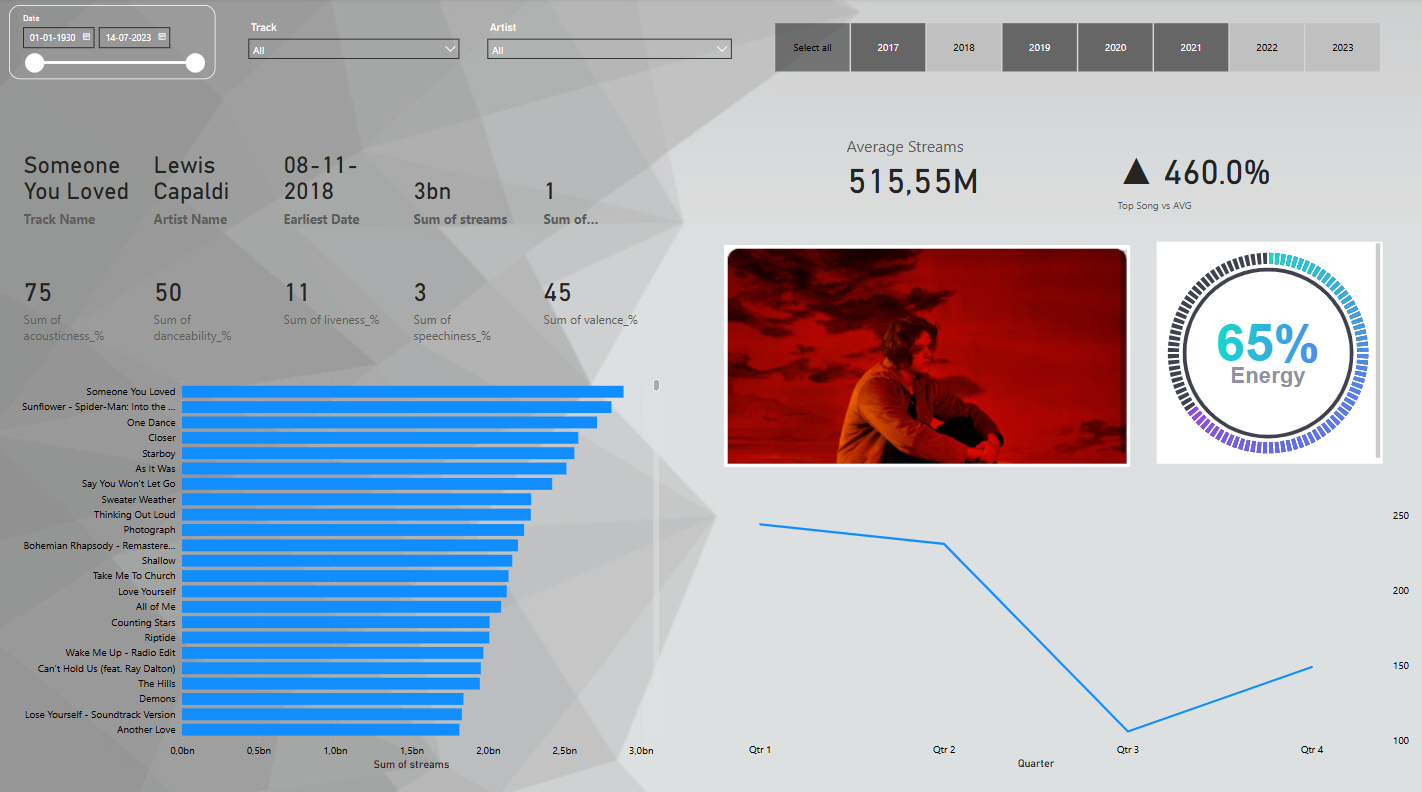 Date
01-01-1930
14-07-2023
Track
All
Artist
All
Select all
2017
2018
2019
2020
2021
2022
2023
Someone
You Loved
Track Name
Lewis
Capaldi
Artist Name
08-11-
2018
Earliest Date
3bn
Sum of streams
1
Sum of...
Average Streams
515,55M
▲ 460.0%
Top Song vs AVG
75
Sum of
acousticness_%
50
Sum of
danceability_%
11
Sum of liveness_%
3
Sum of
speechiness_%
45
Sum of valence_%
65%
Energy
Someone You Loved
Sunflower - Spider-Man: Into the ...
One Dance
Closer
Starboy
As It Was
Say You Won't Let Go
Sweater Weather
Thinking Out Loud
Photograph
Bohemian Rhapsody - Remastere...
Shallow
Take Me To Church
Love Yourself
All of Me
Counting Stars
Riptide
Wake Me Up - Radio Edit
Can't Hold Us (feat. Ray Dalton)
The Hills
Demons
Lose Yourself - Soundtrack Version
Another Love
0,0bn
0,5bn
1,0bn
1,5bn
2,0bn
2,5bn
3,0bn
Sum of streams
250
200
150
100
Qtr 1
Qtr 2
Qtr 3
Qtr 4
Quarter